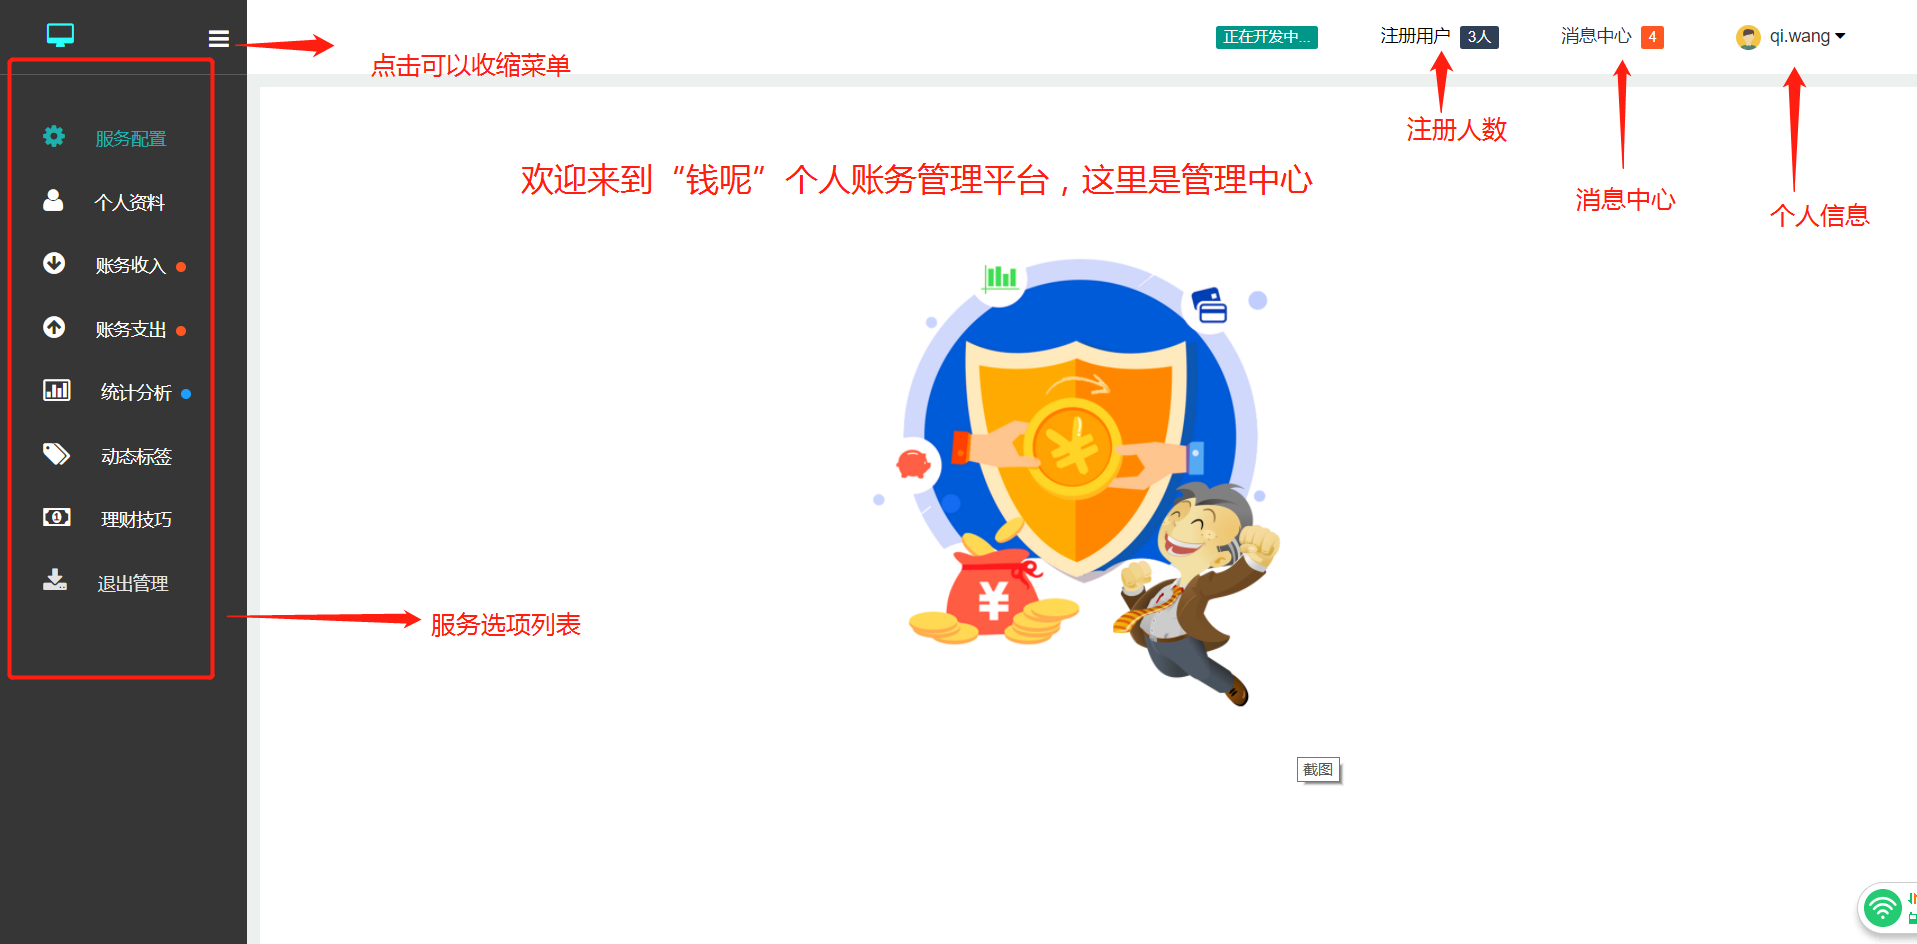 正在开发中...
注册用户 3人
消息中心 4
qi.wang
点击可以收缩菜单
注册人数
消息中心
个人信息
欢迎来到“钱呢”个人账务管理平台，这里是管理中心
服务配置
个人资料
账务收入
账务支出
统计分析
动态标签
理财技巧
退出管理
服务选项列表
¥
截图